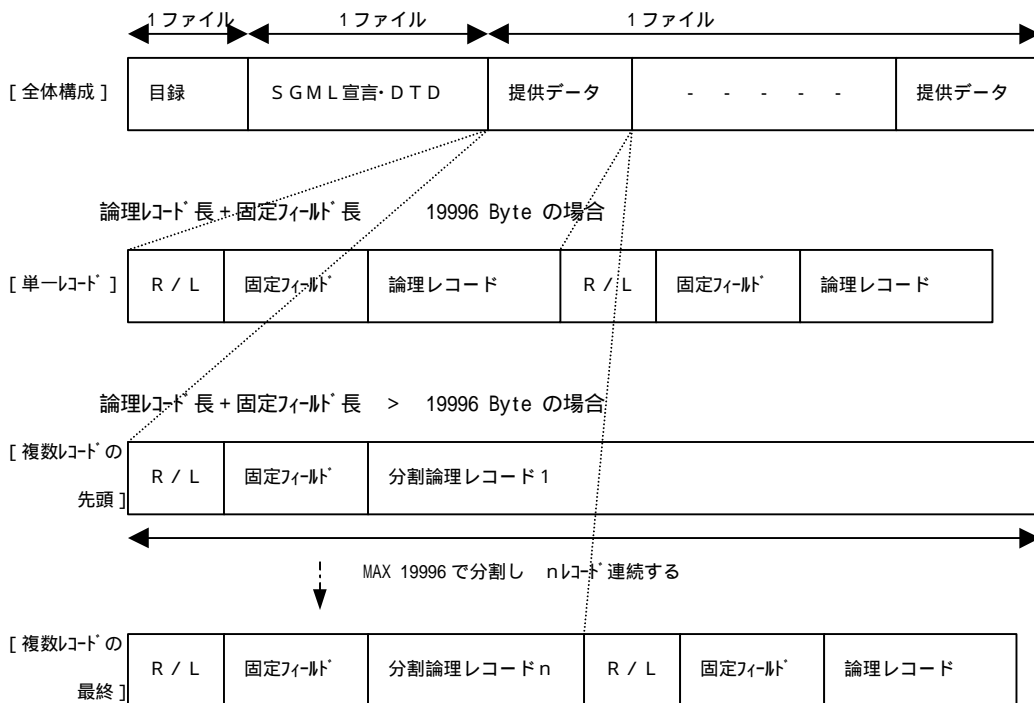 1ファイル 1ファイル 1ファイル
[全体構成] 目録 SGML宣言・DTD 提供データ - - - - - 提供データ
論理ﾚｺｰﾄﾞ長+固定ﾌｨｰﾙﾄﾞ長 19996 Byte の場合
[単一ﾚｺｰﾄﾞ] R/L 固定ﾌｨｰﾙﾄﾞ 論理レコード R/L 固定ﾌｨｰﾙﾄﾞ 論理レコード
論理ﾚｺｰﾄﾞ長+固定ﾌｨｰﾙﾄﾞ長 > 19996 Byte の場合
[複数ﾚｺｰﾄﾞの
先頭] R/L 固定ﾌｨｰﾙﾄﾞ 分割論理レコード1
MAX 19996で分割し nﾚｺｰﾄﾞ連続する
[複数ﾚｺｰﾄﾞの
最終] R/L 固定ﾌｨｰﾙﾄﾞ 分割論理レコードn R/L 固定ﾌｨｰﾙﾄﾞ 論理レコード